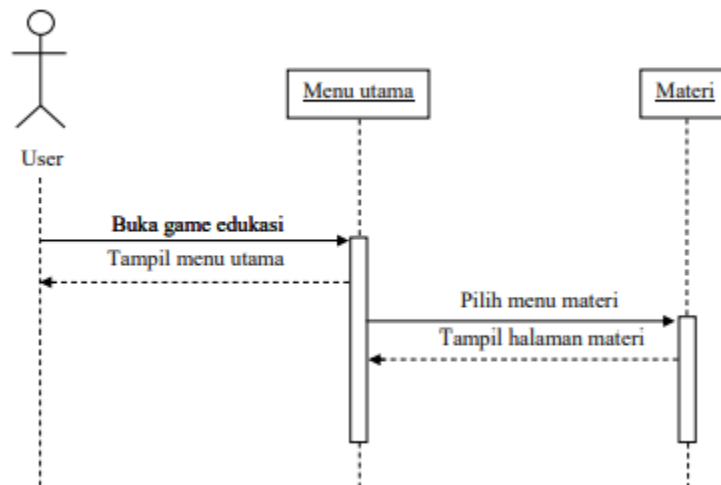 Menu utama
Materi
User
Buka game edukasi
Tampil menu utama
Pilih menu materi
Tampil halaman materi